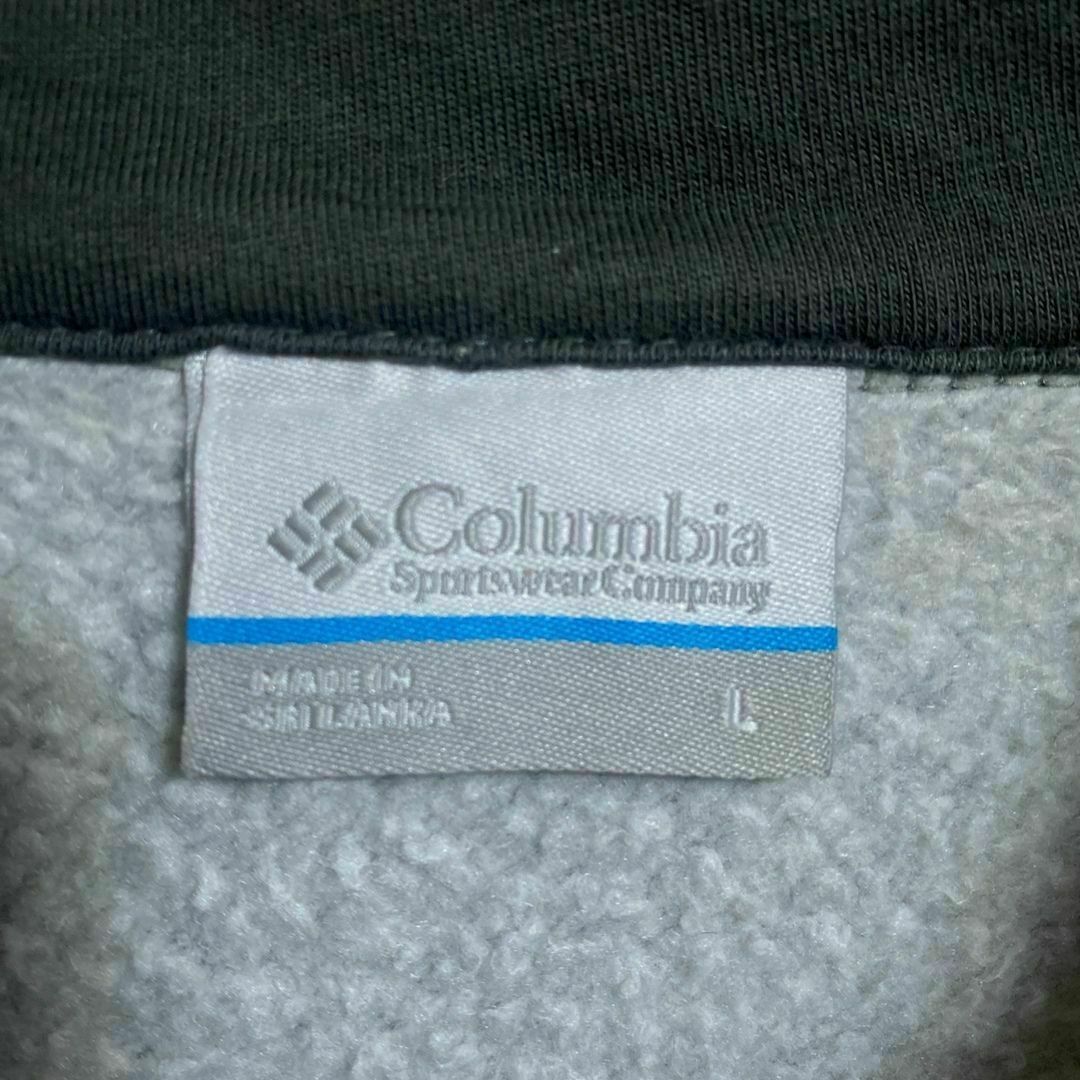 Columbia
Sportswear Company
MADE IN
SRI LANKA
L